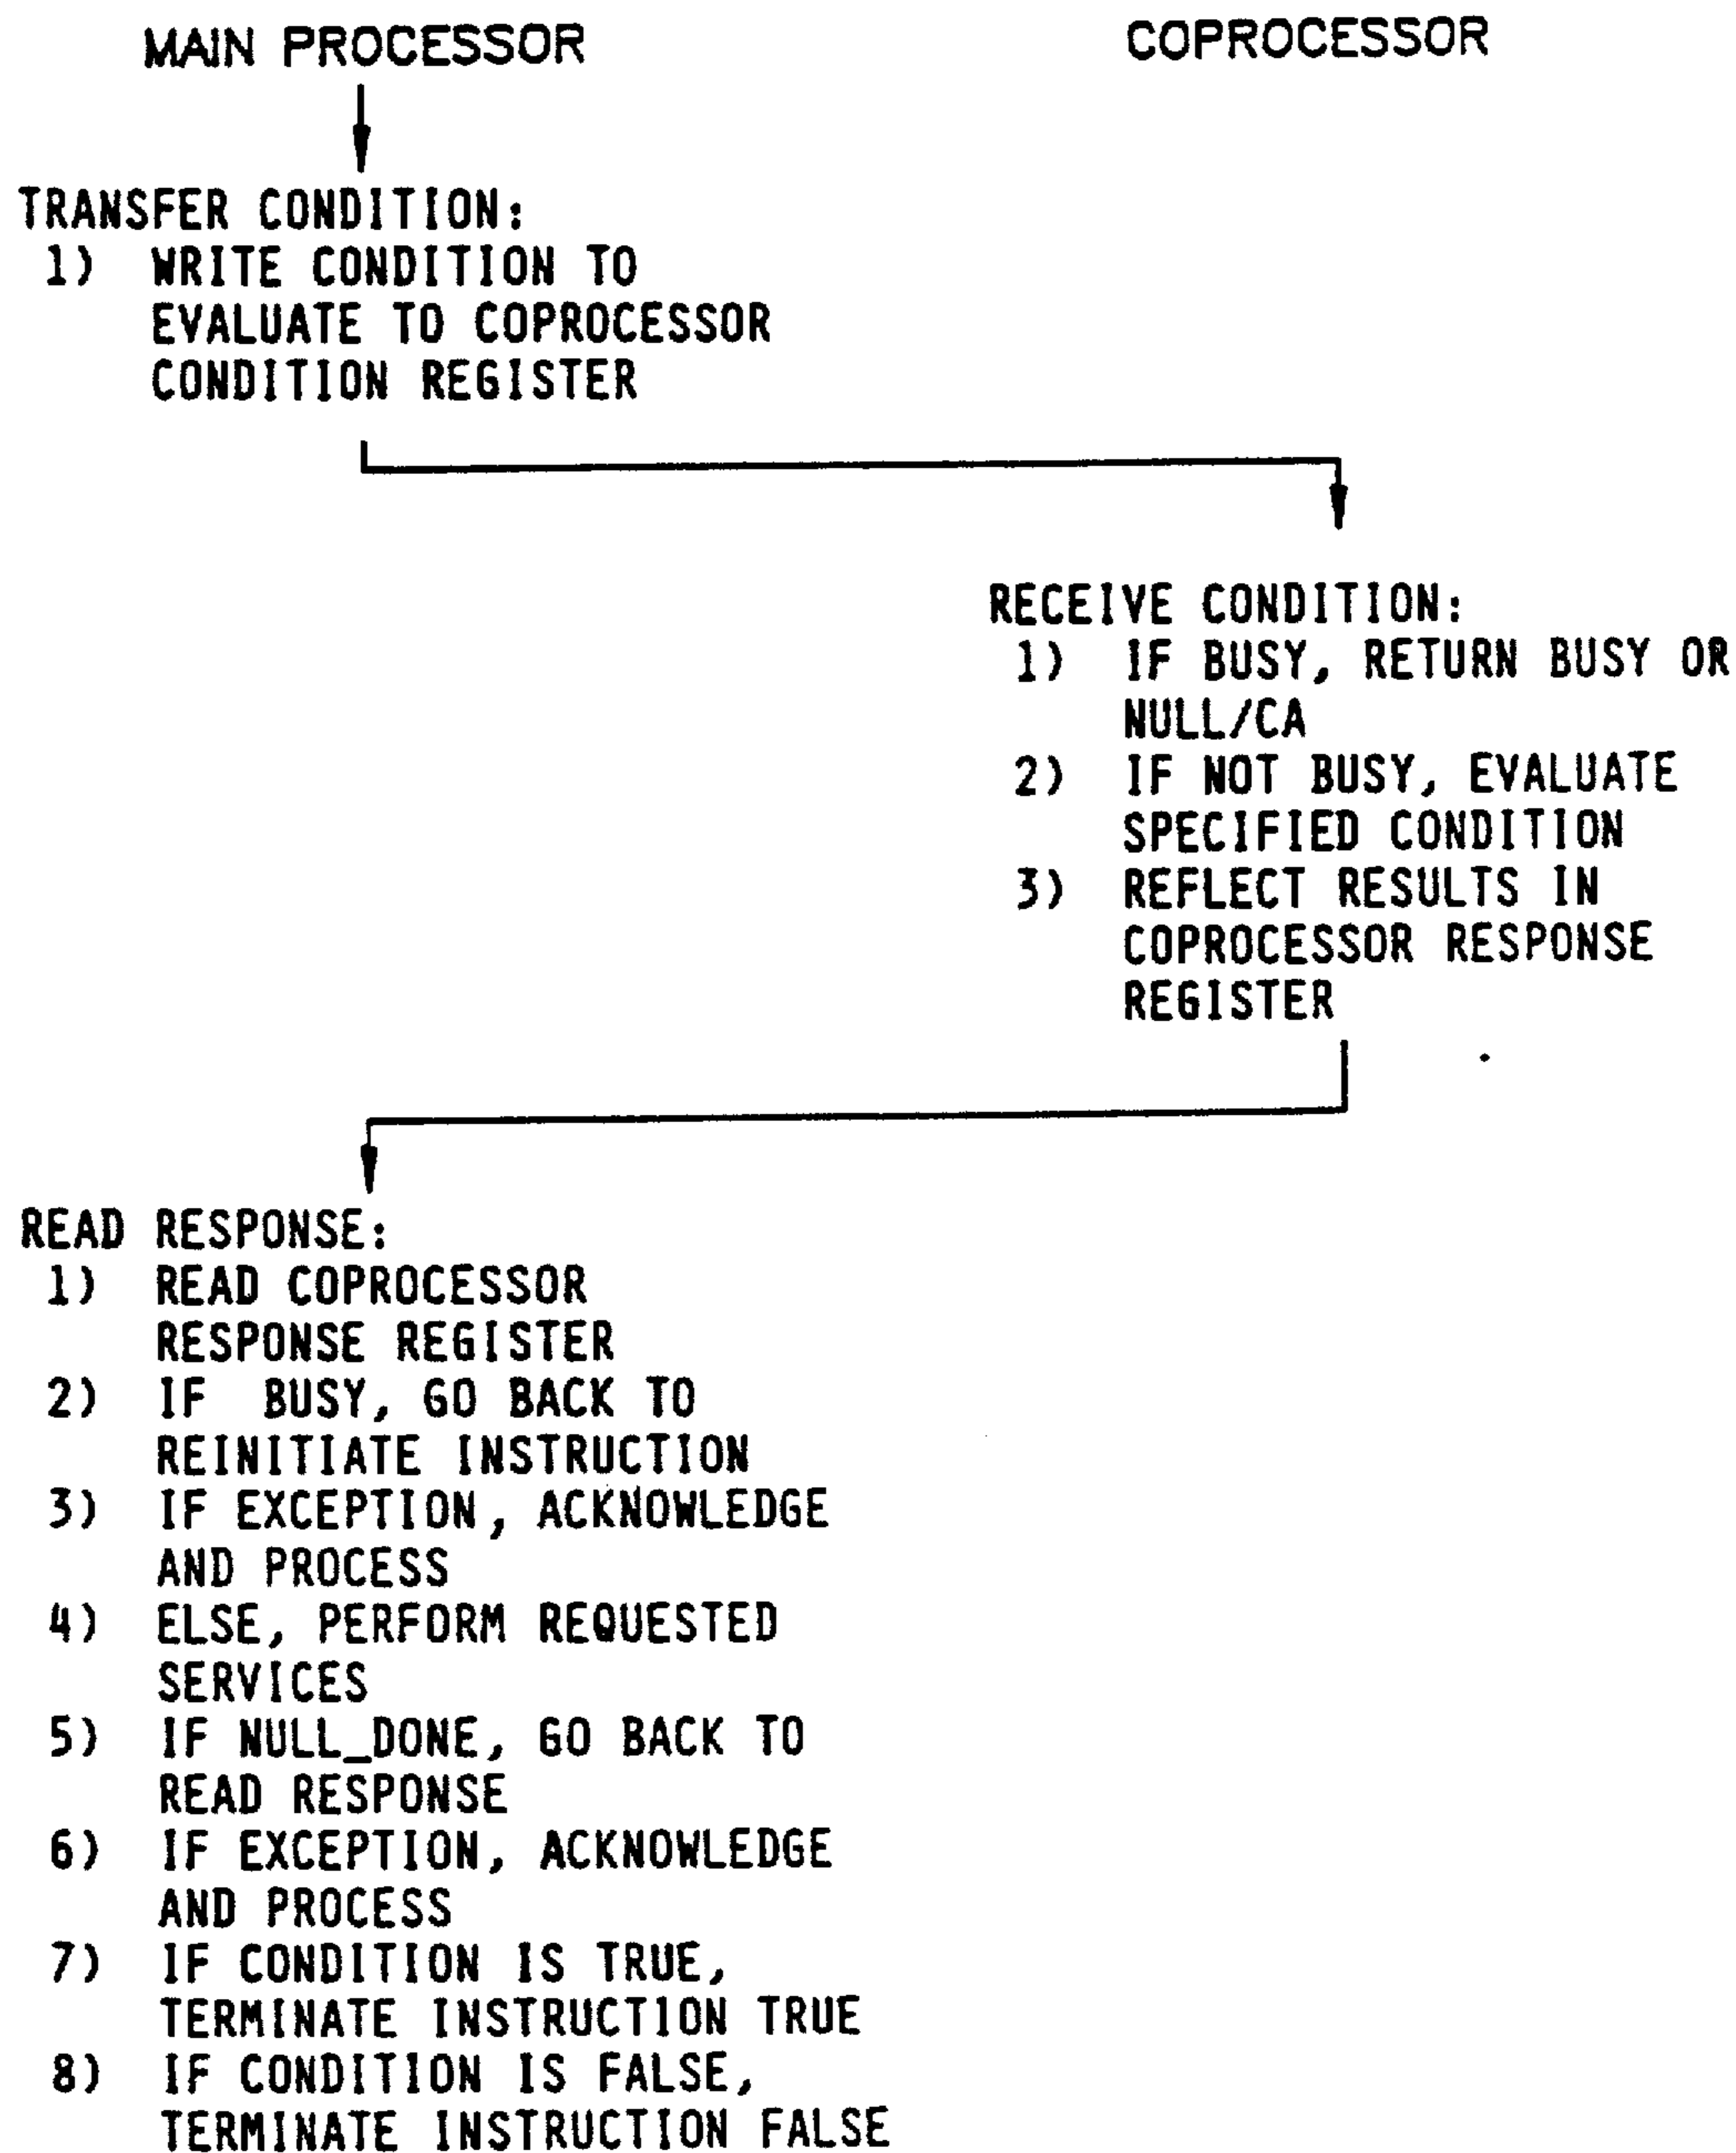 MAIN PROCESSOR
COPROCESSOR
TRANSFER CONDITION:
1) WRITE CONDITION TO
EVALUATE TO COPROCESSOR
CONDITION REGISTER
RECEIVE CONDITION:
1) IF BUSY, RETURN BUSY OR
NULL/CA
2) IF NOT BUSY, EVALUATE
SPECIFIED CONDITION
3) REFLECT RESULTS IN
COPROCESSOR RESPONSE
REGISTER
READ RESPONSE:
1) READ COPROCESSOR
RESPONSE REGISTER
2) IF BUSY, GO BACK TO
REINITIATE INSTRUCTION
3) IF EXCEPTION, ACKNOWLEDGE
AND PROCESS
4) ELSE, PERFORM REQUESTED
SERVICES
5) IF NULL_DONE, GO BACK TO
READ RESPONSE
6) IF EXCEPTION, ACKNOWLEDGE
AND PROCESS
7) IF CONDITION IS TRUE,
TERMINATE INSTRUCTION TRUE
8) IF CONDITION IS FALSE,
TERMINATE INSTRUCTION FALSE